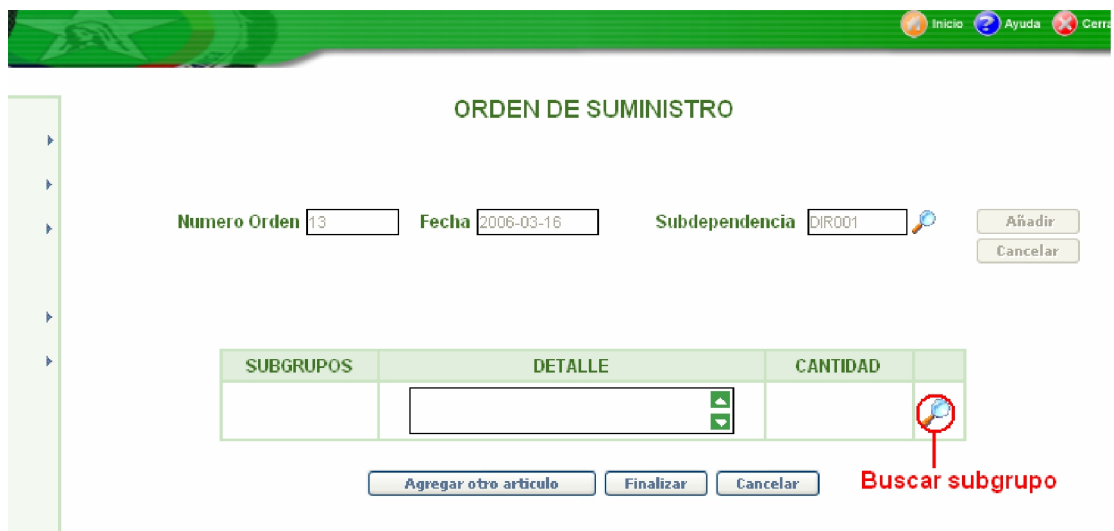 Inicio Ayuda Cerra
ORDEN DE SUMINISTRO
Numero Orden 13 Fecha 2006-03-16 Subdependencia DIR001 Añadir
Cancelar
SUBGRUPOS DETALLE CANTIDAD
Agregar otro articulo Finalizar Cancelar
Buscar subgrupo